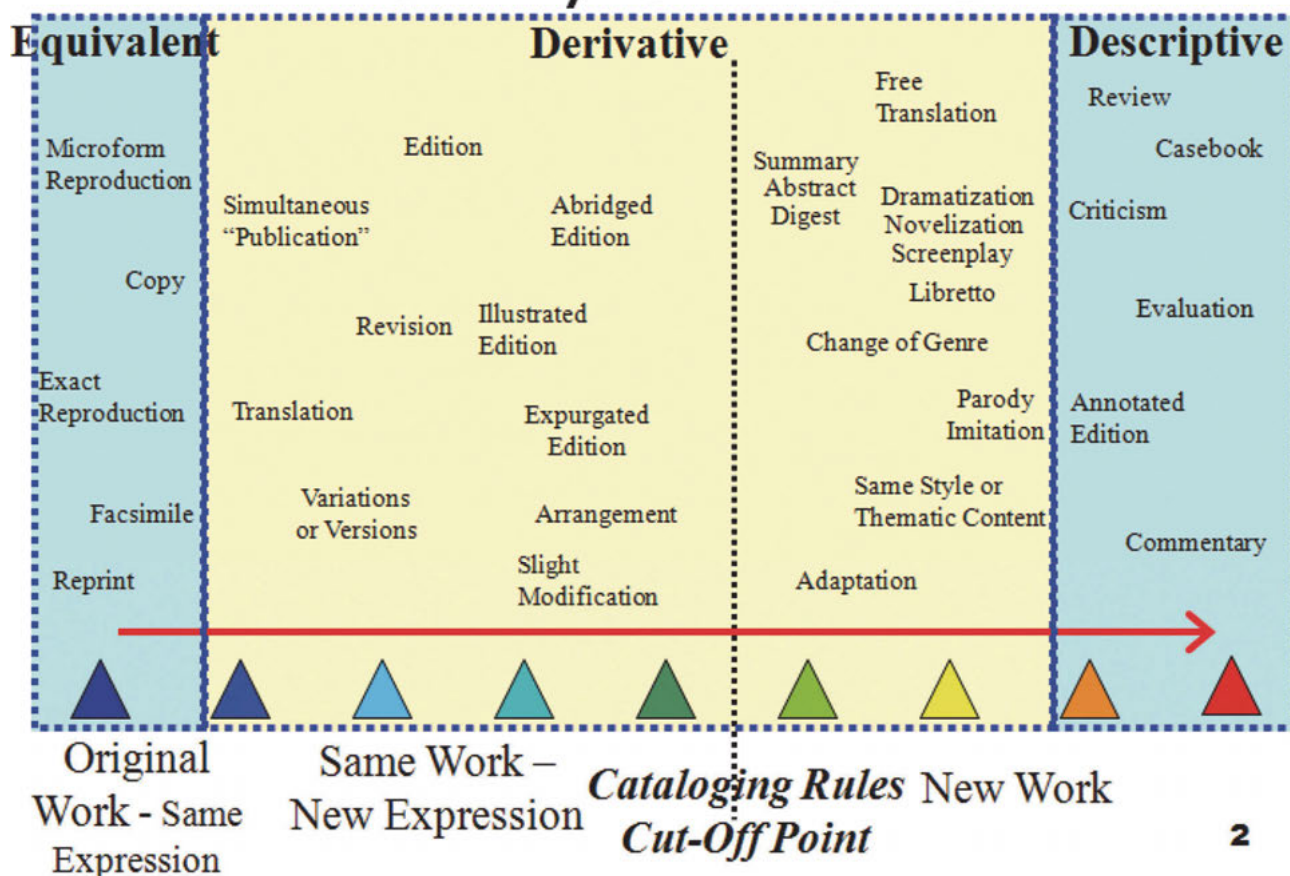 Equivalent
Derivative
Descriptive
Microform
Reproduction
Copy
Exact
Reproduction
Facsimile
Reprint
Edition
Simultaneous
“Publication”
Abridged
Edition
Revision
Illustrated
Edition
Translation
Expurgated
Edition
Variations
or Versions
Arrangement
Slight
Modification
Free
Translation
Summary
Abstract
Digest
Dramatization
Novelization
Screenplay
Libretto
Change of Genre
Parody
Imitation
Same Style or
Thematic Content
Adaptation
Review
Casebook
Criticism
Evaluation
Annotated
Edition
Commentary
Original
Work - Same
Expression
Same Work –
New Expression
Cataloging Rules
Cut-Off Point
New Work
2